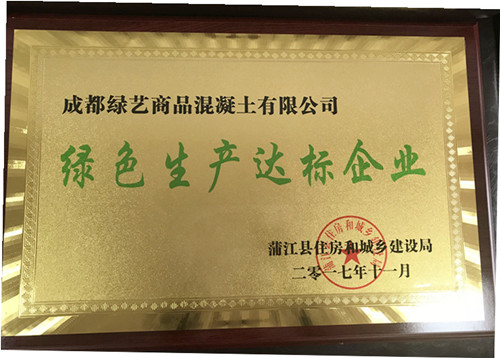 成都绿艺商品混凝土有限公司
绿色生产达标企业
蒲江县住房和城乡建设局
二零一七年十一月